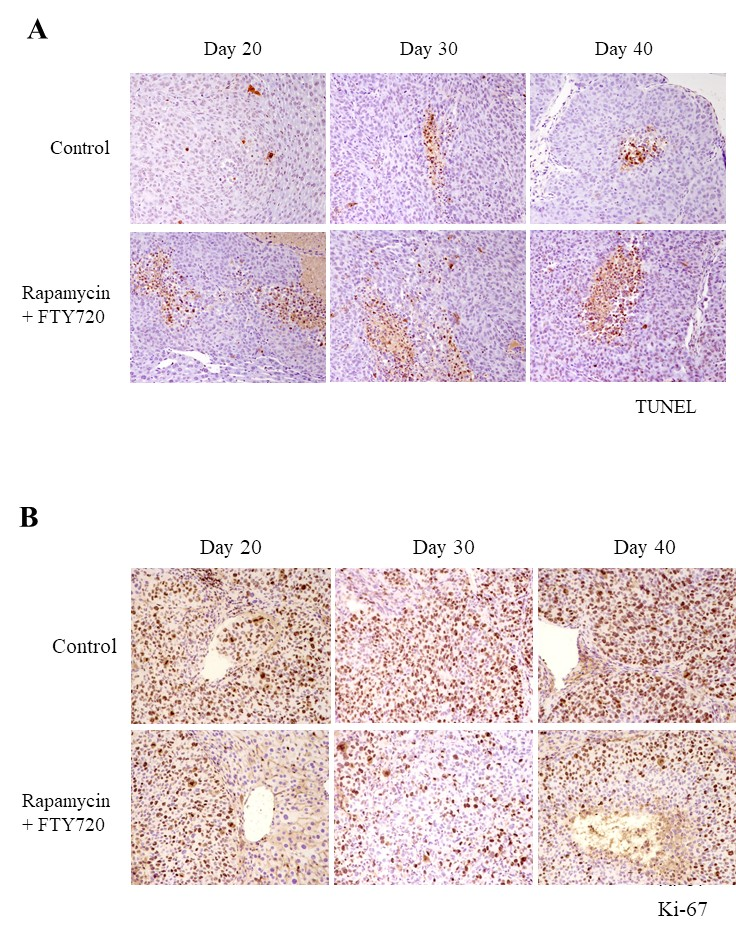 A
Day 20 Day 30 Day 40
Control
Rapamycin
+ FTY720
TUNEL
B
Day 20 Day 30 Day 40
Control
Rapamycin
+ FTY720
Ki-67